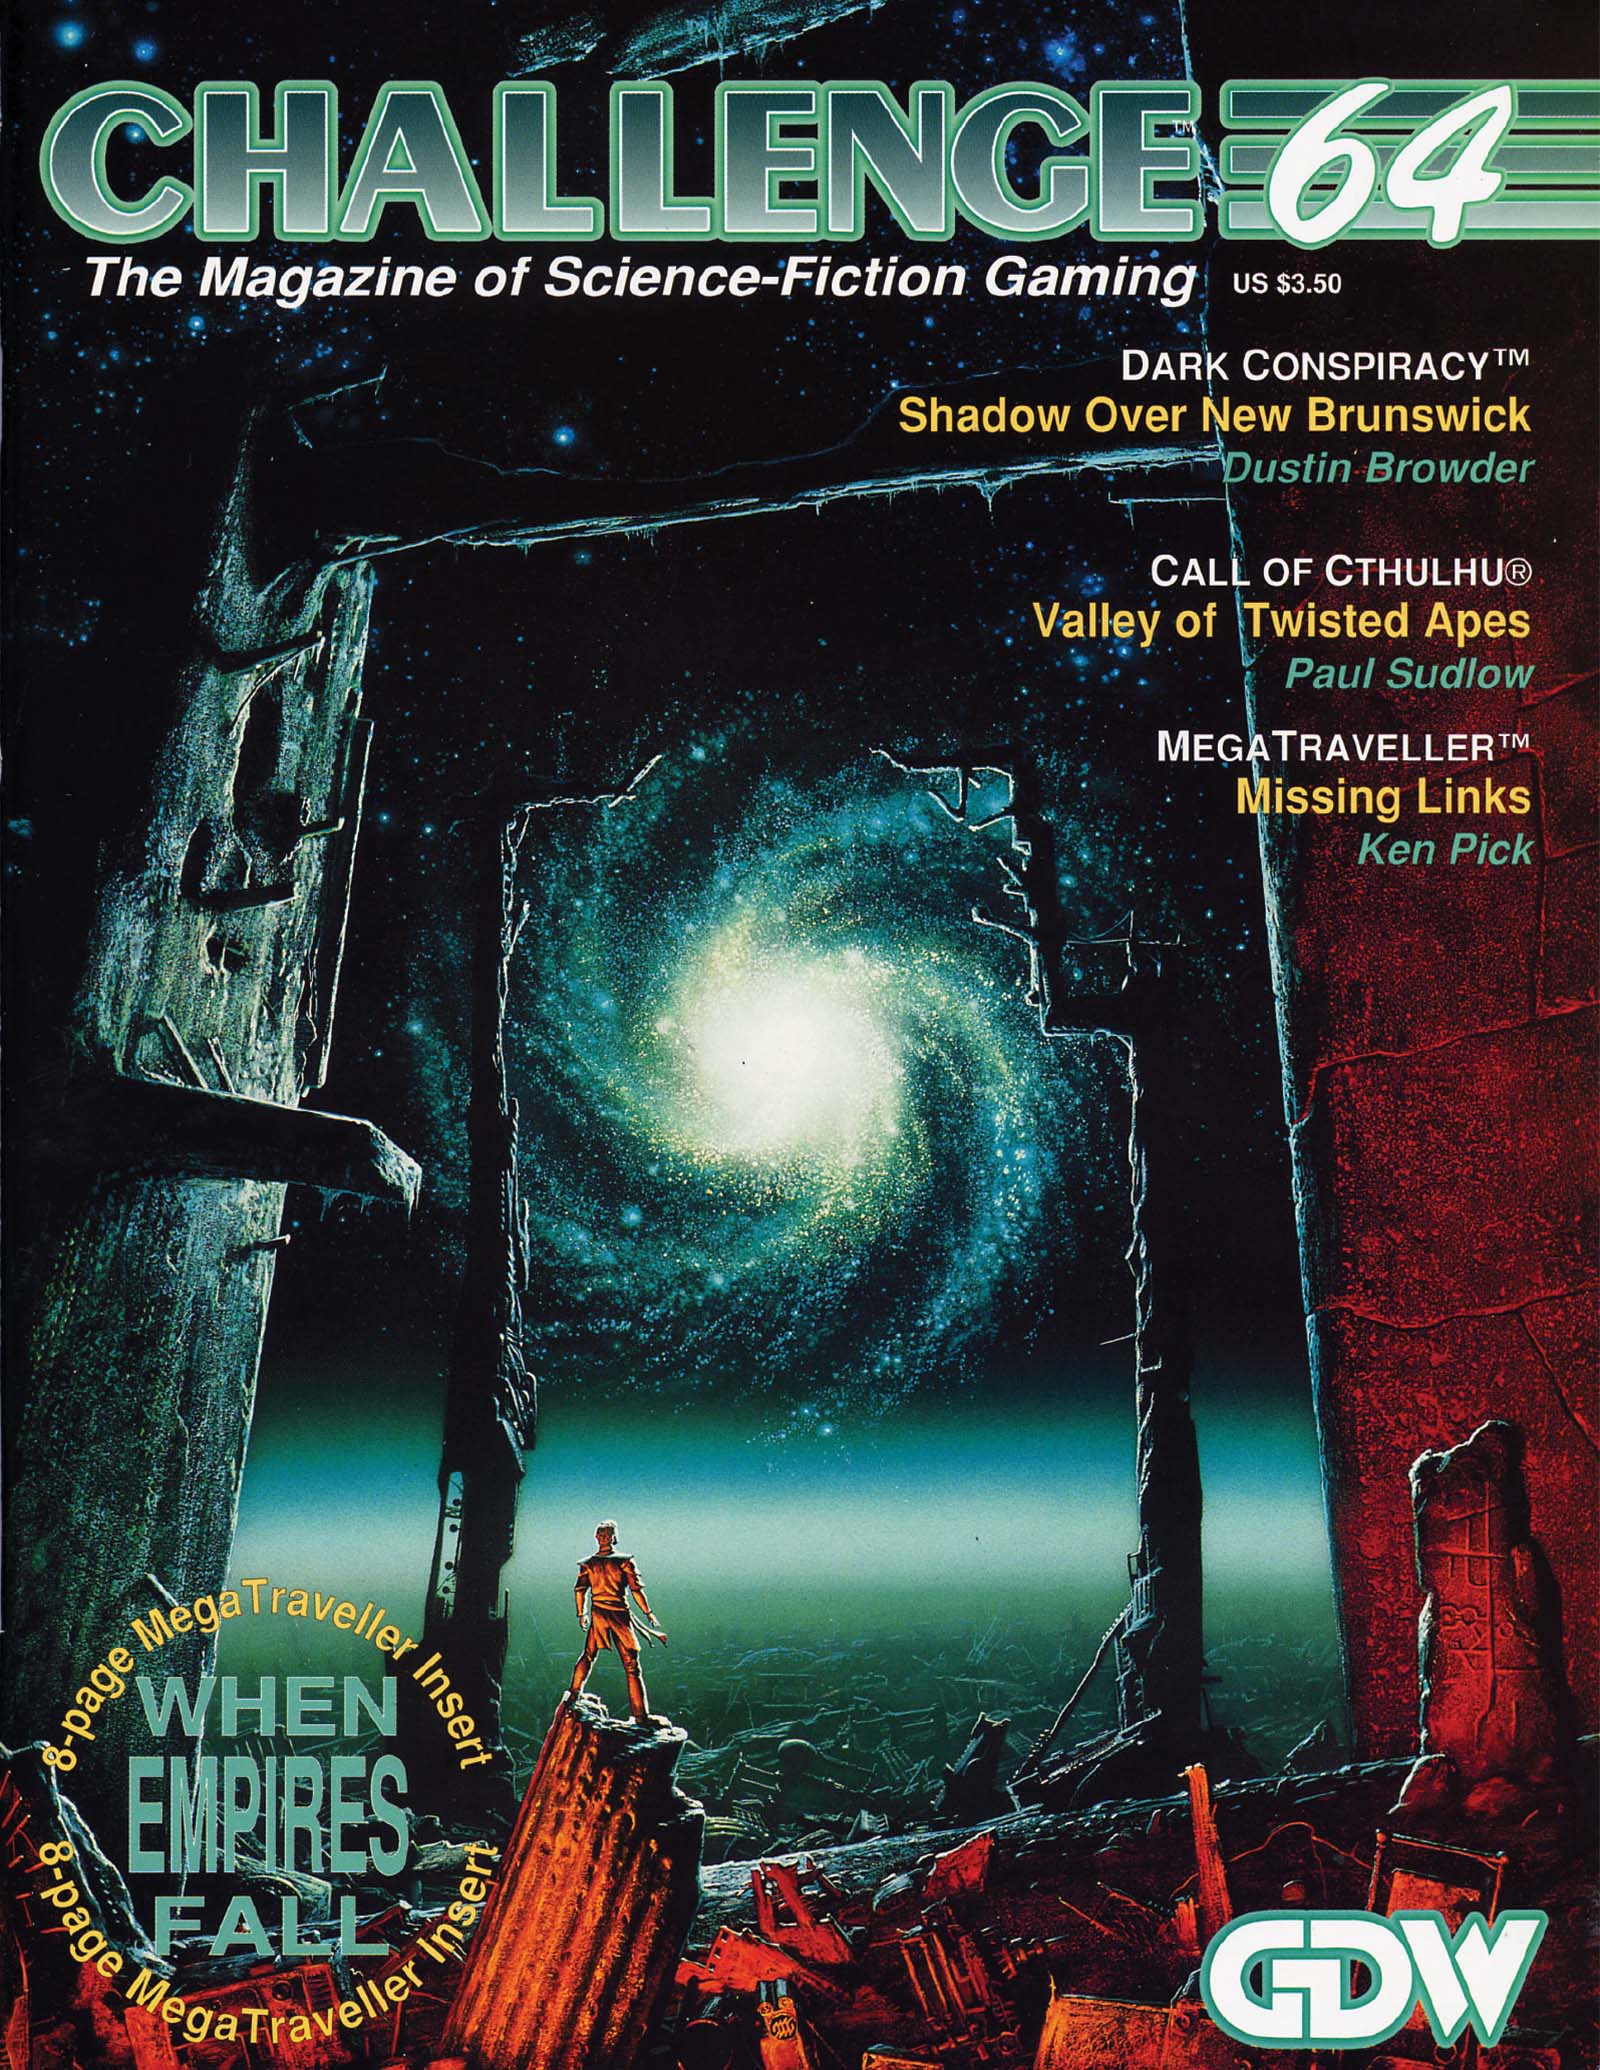 CHALLENGE™ 64
The Magazine of Science-Fiction Gaming US $3.50
DARK CONSPIRACY™
Shadow Over New Brunswick
Dustin Browder
CALL OF CTHULHU®
Valley of Twisted Apes
Paul Sudlow
MEGATRAVELLER™
Missing Links
Ken Pick
8-page MegaTraveller Insert
WHEN
EMPIRES
FALL
8-page MegaTraveller Insert
GDW